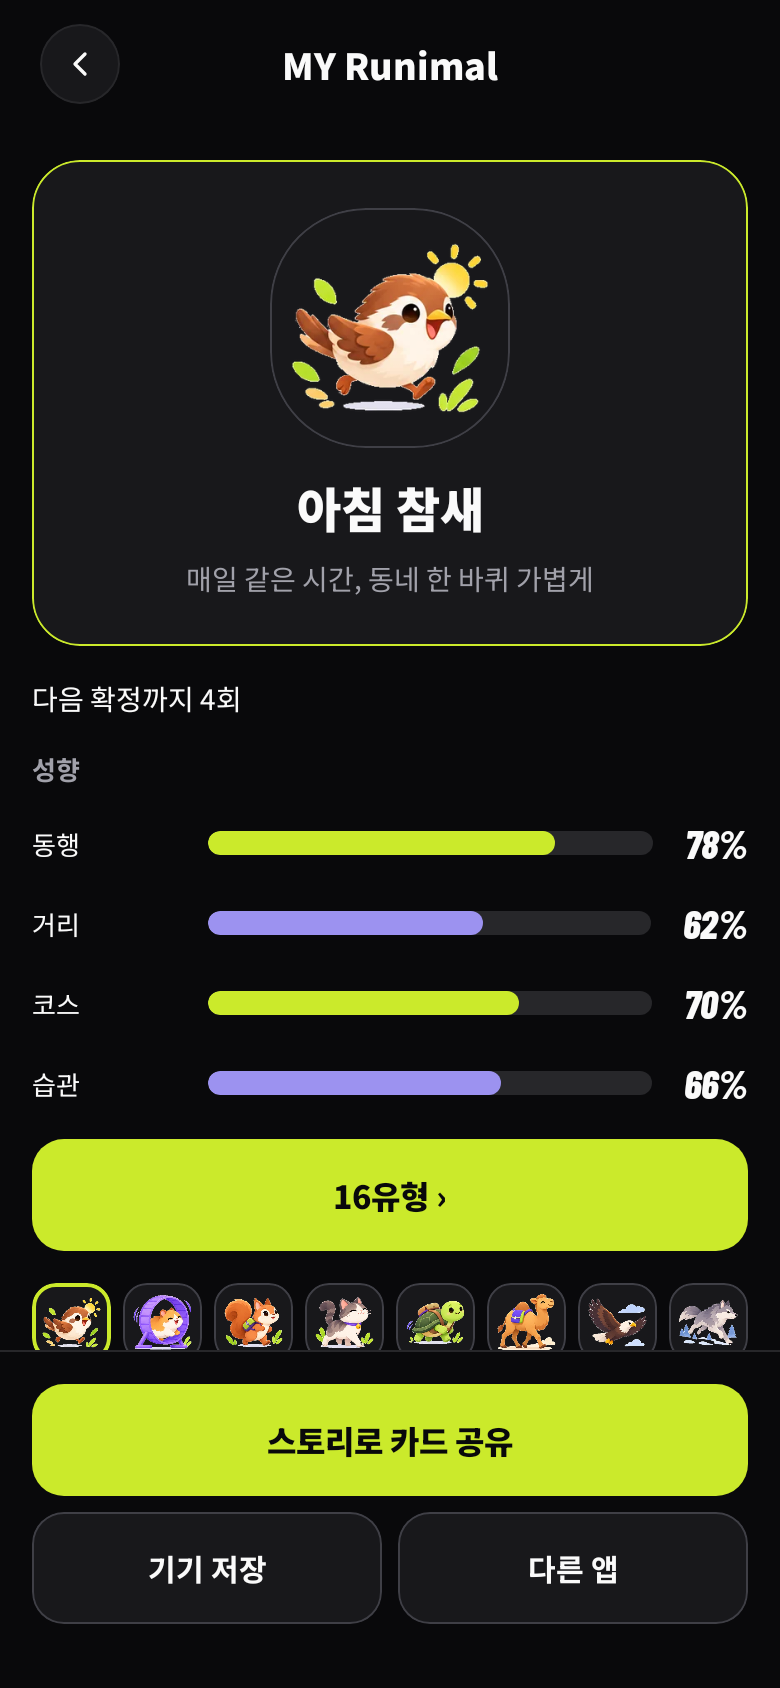 MY Runimal
아침 참새
매일 같은 시간, 동네 한 바퀴 가볍게
다음 확정까지 4회
성향
동행 78%
거리 62%
코스 70%
습관 66%
16유형 ›
스토리로 카드 공유
기기 저장 다른 앱